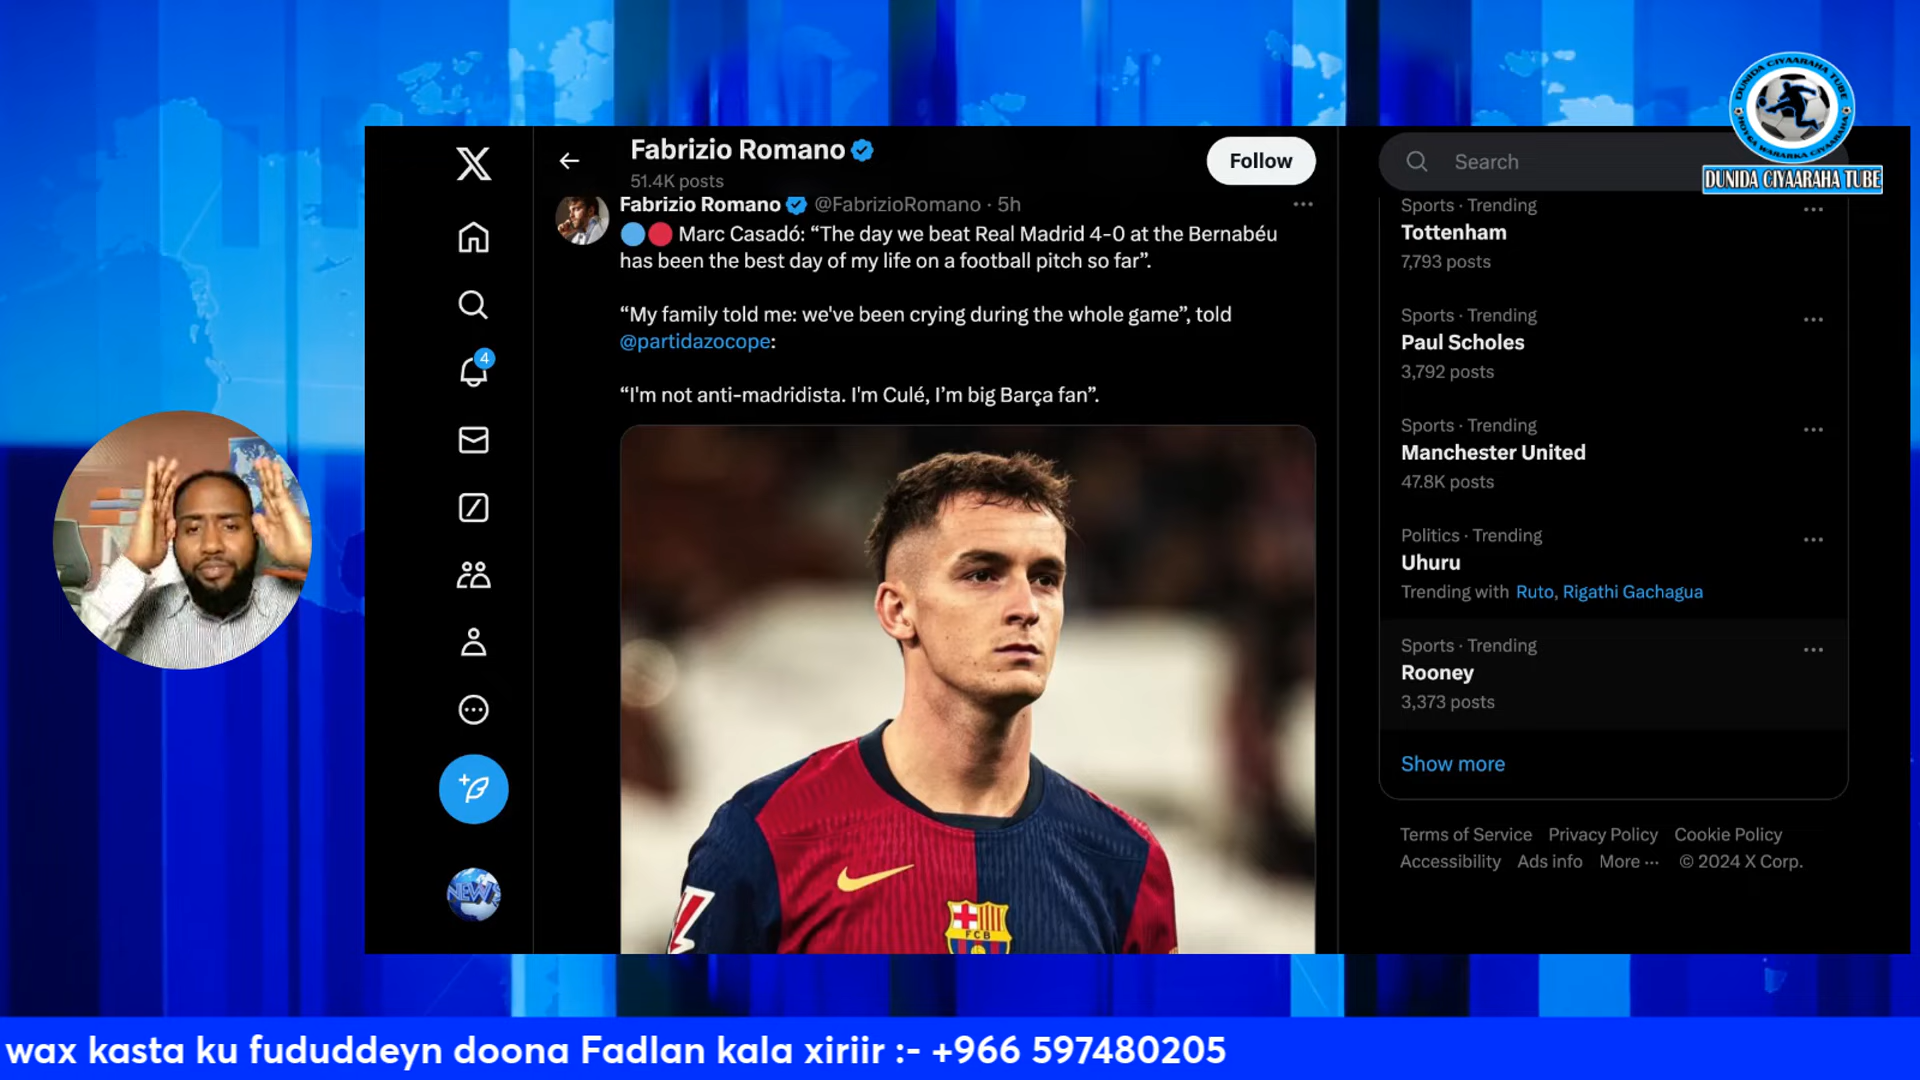 Fabrizio Romano
51.4K posts
Follow
Fabrizio Romano @FabrizioRomano · 5h
Marc Casadó: “The day we beat Real Madrid 4-0 at the Bernabéu
has been the best day of my life on a football pitch so far”.
“My family told me: we've been crying during the whole game”, told
@partidazocope:
“I'm not anti-madridista. I'm Culé, I’m big Barça fan”.
4
FCB
NEWS
Search
DUNIDA CIYAARAHA TUBE
DUNIDA CIYAARAHA TUBE
Sports · Trending
Tottenham
7,793 posts
Sports · Trending
Paul Scholes
3,792 posts
Sports · Trending
Manchester United
47.8K posts
Politics · Trending
Uhuru
Trending with Ruto, Rigathi Gachagua
Sports · Trending
Rooney
3,373 posts
Show more
Terms of Service Privacy Policy Cookie Policy
Accessibility Ads info More ··· © 2024 X Corp.
wax kasta ku fududdeyn doona Fadlan kala xiriir :- +966 597480205